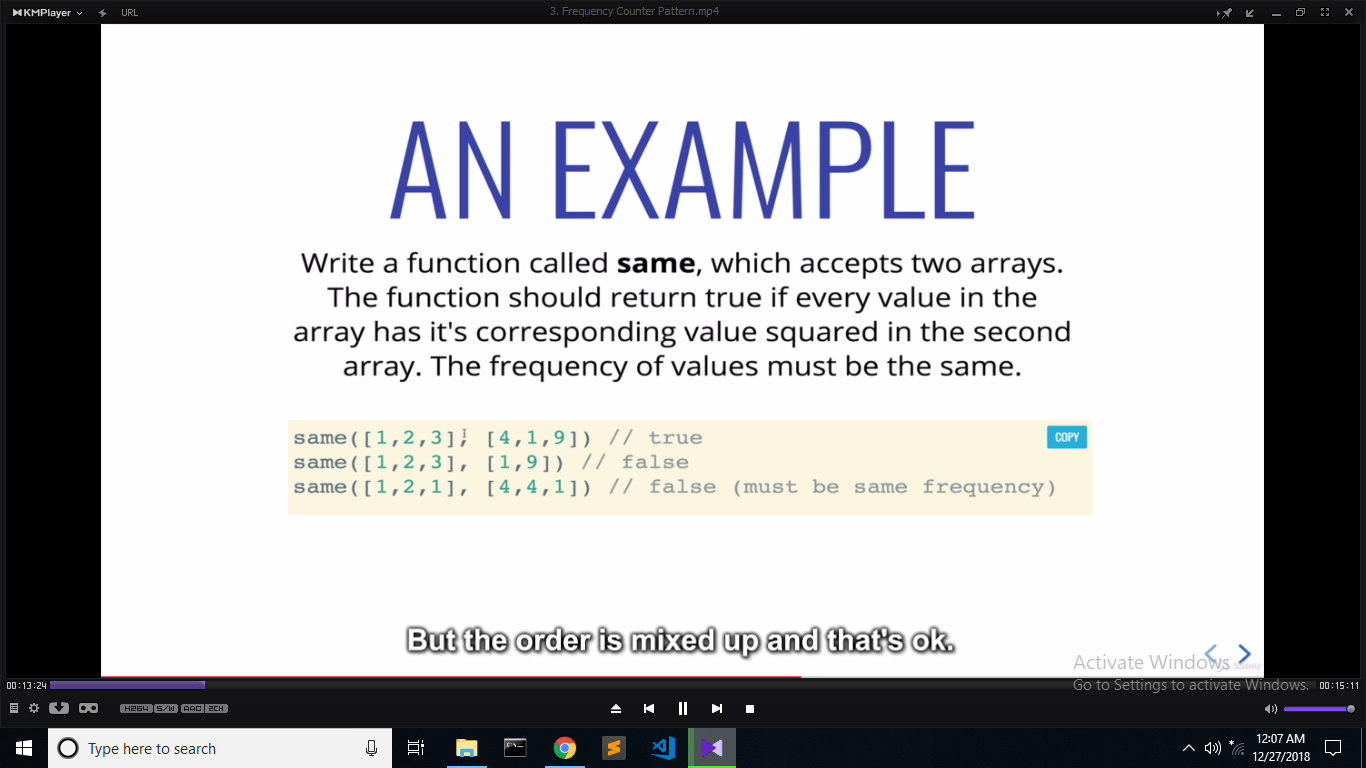 KMPlayer
URL
3. Frequency Counter Pattern.mp4
AN EXAMPLE
Write a function called same, which accepts two arrays.
The function should return true if every value in the
array has it's corresponding value squared in the second
array. The frequency of values must be the same.
same([1,2,3], [4,1,9]) // true
COPY
same([1,2,3], [1,9]) // false
same([1,2,1], [4,4,1]) // false (must be same frequency)
But the order is mixed up and that's ok.
Activate Windows
Go to Settings to activate Windows.
00:13:24
00:15:11
H264 S/W AAC 2CH
Type here to search
12:07 AM
12/27/2018